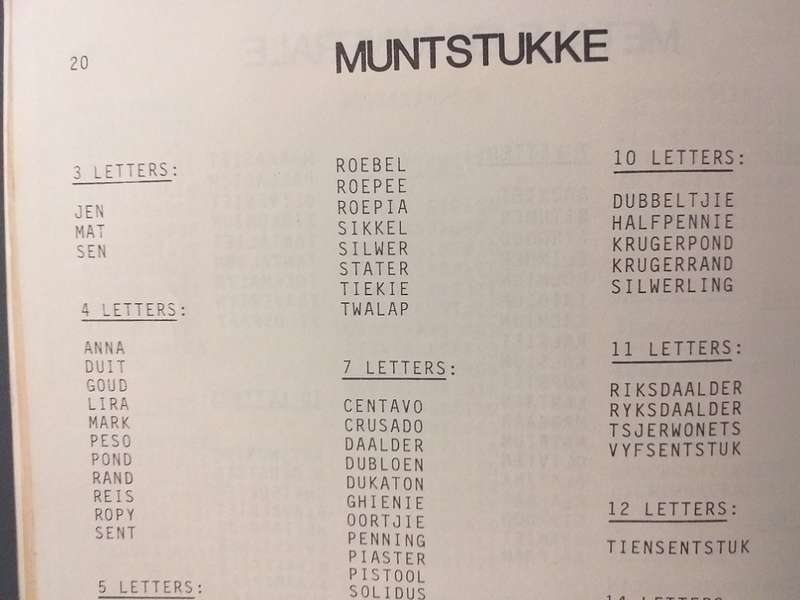 20
MUNTSTUKKE
3 LETTERS:
JEN
MAT
SEN
4 LETTERS:
ANNA
DUIT
GOUD
LIRA
MARK
PESO
POND
RAND
REIS
ROPY
SENT
5 LETTERS:
ROEBEL
ROEPEE
ROEPIA
SIKKEL
SILWER
STATER
TIEKIE
TWALAP
7 LETTERS:
CENTAVO
CRUSADO
DAALDER
DUBLOEN
DUKATON
GHIENIE
OORTJIE
PENNING
PIASTER
PISTOOL
SOLIDUS
10 LETTERS:
DUBBELTJIE
HALFPENNIE
KRUGERPOND
KRUGERRAND
SILWERLING
11 LETTERS:
RIKSDAALDER
RYKSDAALDER
TSJERWONETS
VYFSENTSTUK
12 LETTERS:
TIENSENTSTUK
14 LETTERS: